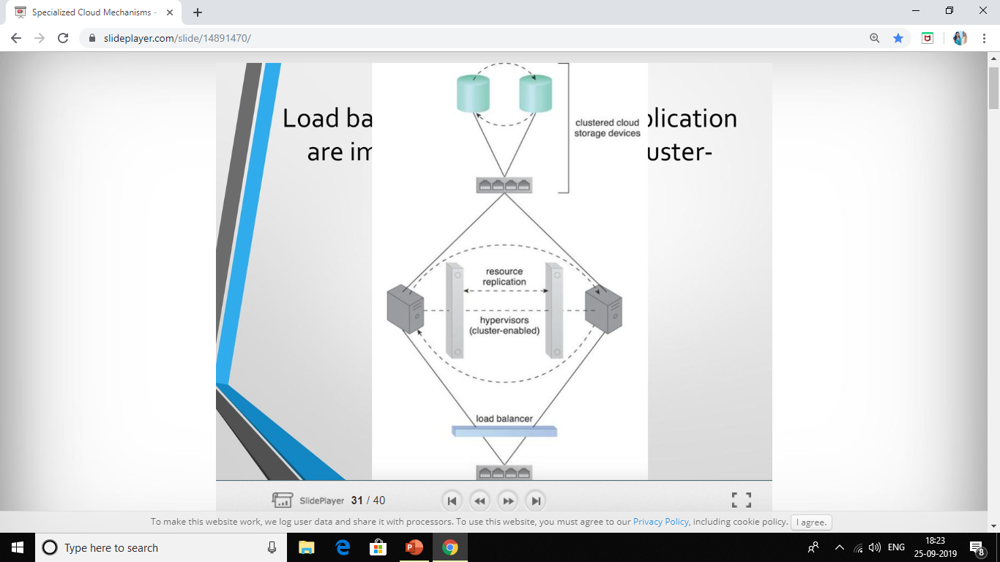 Specialized Cloud Mechanisms -
slideplayer.com/slide/14891470/
Load ba
plication
are im
uster-
clustered cloud
storage devices
resource
replication
hypervisors
(cluster-enabled)
load balancer
SlidePlayer 31 / 40
To make this website work, we log user data and share it with processors. To use this website, you must agree to our Privacy Policy, including cookie policy. I agree.
Type here to search
ENG
18:23
25-09-2019
8